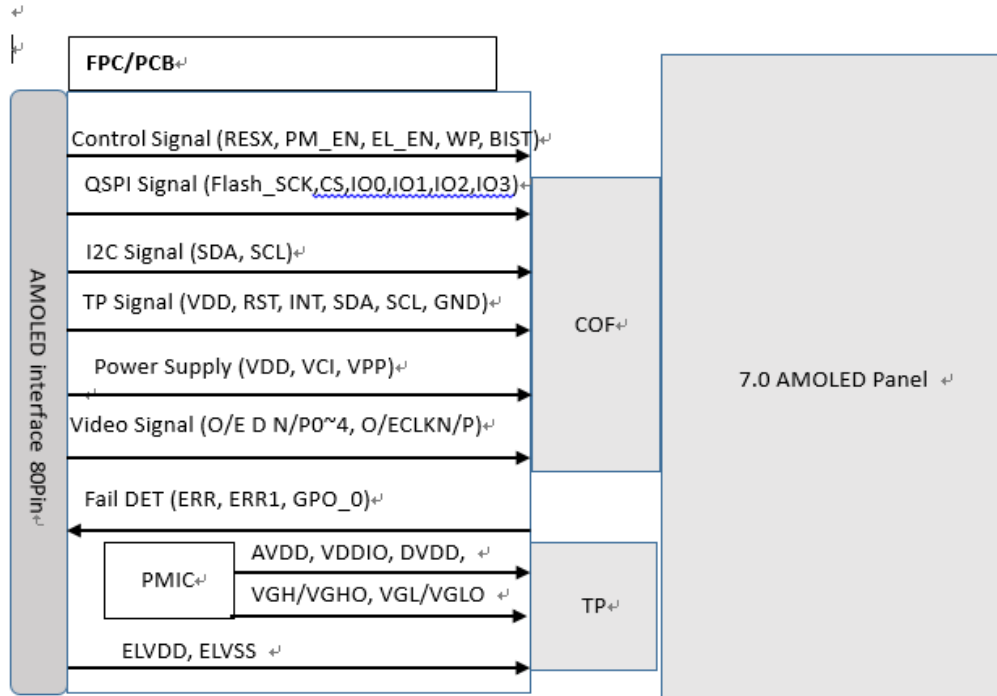 FPC/PCB
Control Signal (RESX, PM_EN, EL_EN, WP, BIST)
QSPI Signal (Flash_SCK,CS,IO0,IO1,IO2,IO3)
I2C Signal (SDA, SCL)
TP Signal (VDD, RST, INT, SDA, SCL, GND)
Power Supply (VDD, VCI, VPP)
Video Signal (O/E D N/P0~4, O/ECLKN/P)
Fail DET (ERR, ERR1, GPO_0)
PMIC
AVDD, VDDIO, DVDD,
VGH/VGHO, VGL/VGLO
ELVDD, ELVSS
AMOLED interface 80Pin
COF
TP
7.0 AMOLED Panel